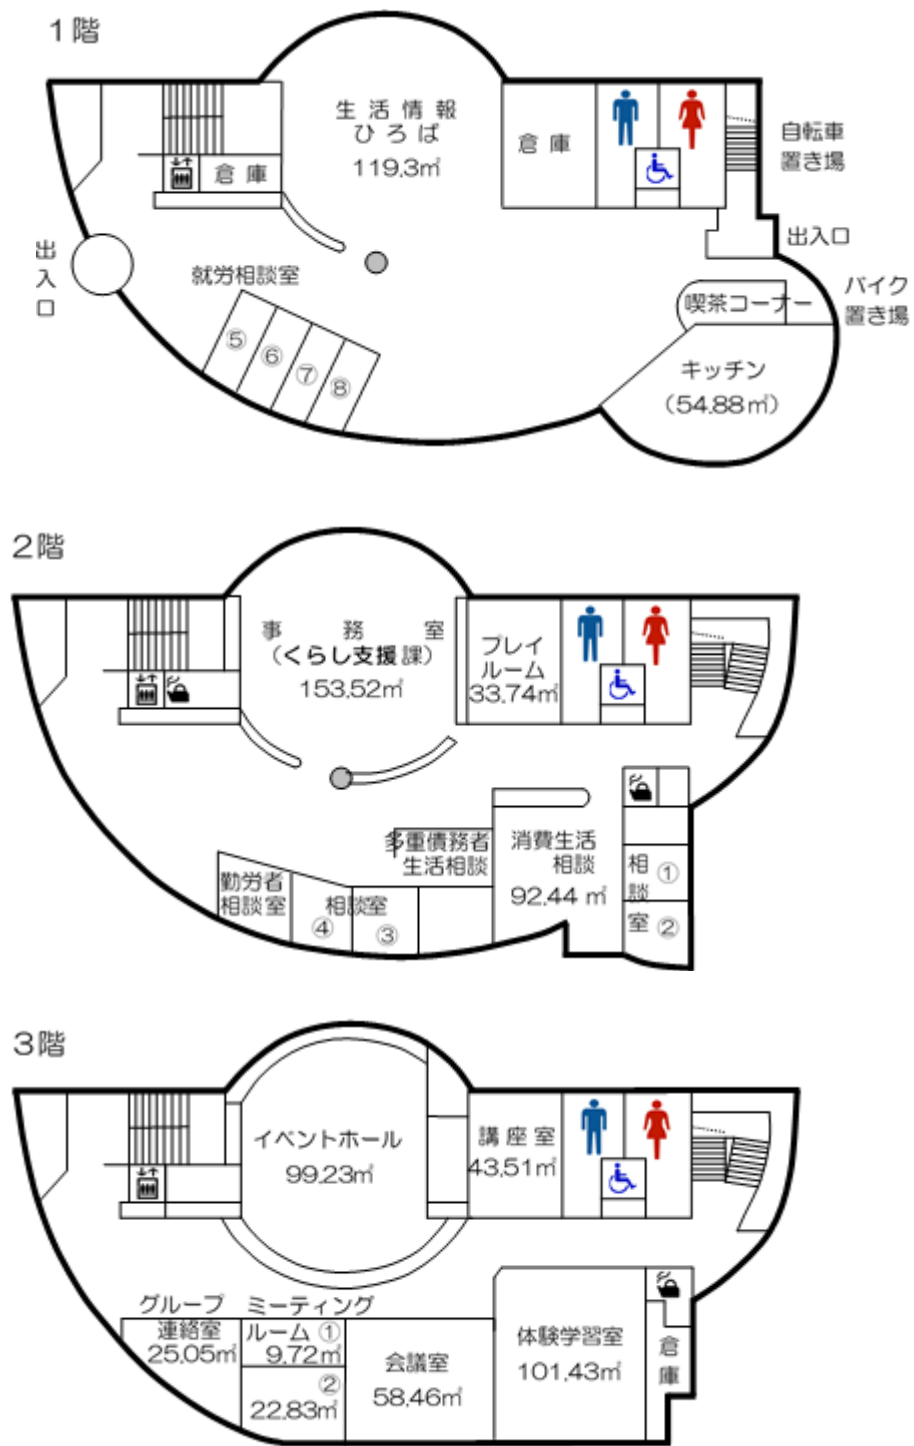 1階
生活情報
ひろば
119.3㎡
倉庫
自転車
置き場
倉庫
出入口
出入口
就労相談室
喫茶コーナー
バイク
置き場
⑤
⑥
⑦
⑧
キッチン
(54.88㎡)
2階
事務室
(くらし支援課)
153.52㎡
プレイ
ルーム
33.74㎡
多重債務者
生活相談
消費生活
相談
92.44㎡
勤労者
相談室
相談室
④
③
相談室
①
②
3階
イベントホール
99.23㎡
講座室
43.51㎡
グループ
連絡室
25.05㎡
ミーティング
ルーム①
9.72㎡
②
22.83㎡
会議室
58.46㎡
体験学習室
101.43㎡
倉庫